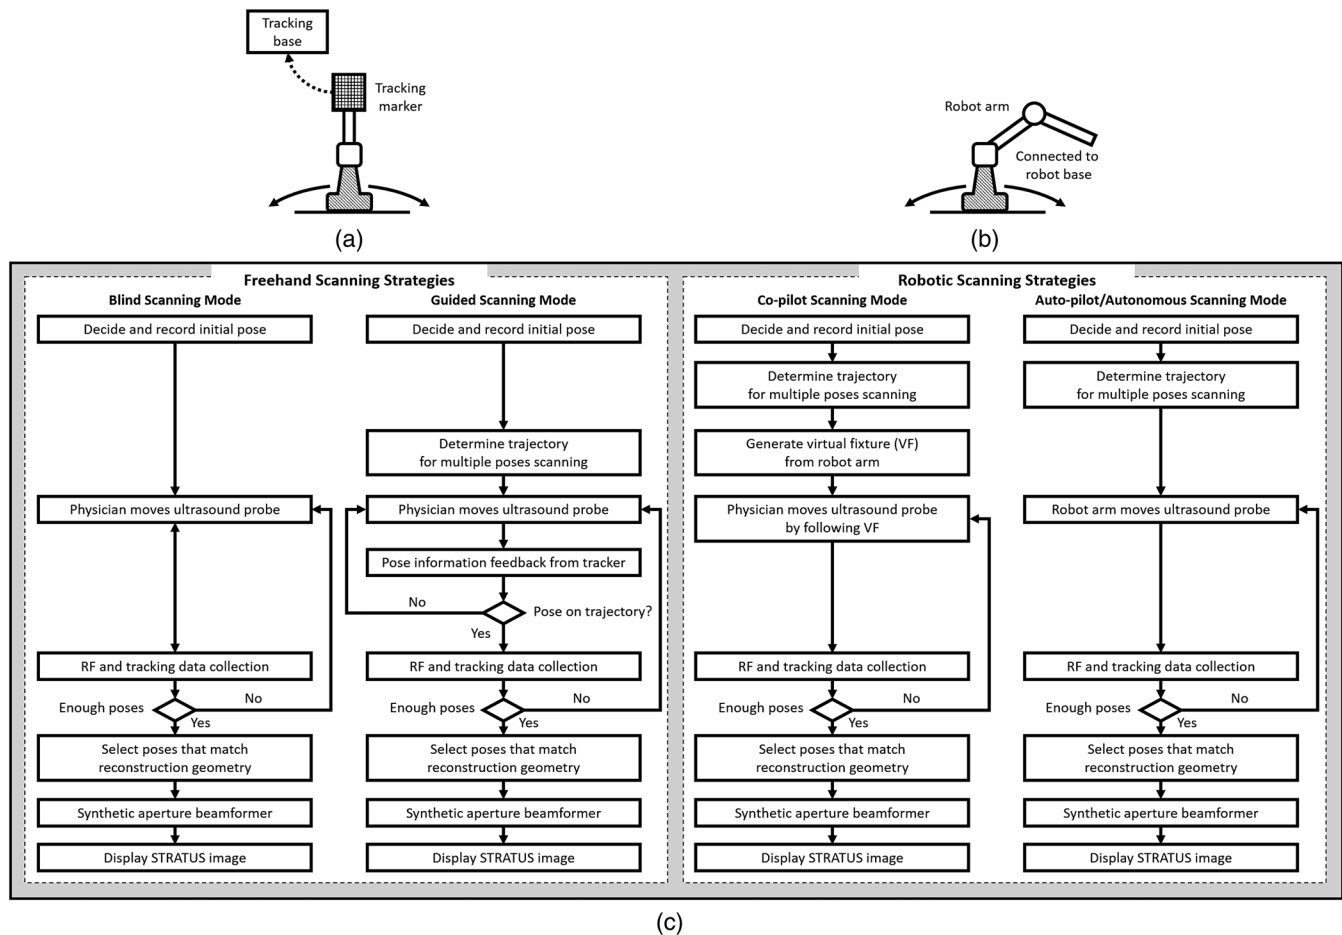 Tracking
base
Tracking
marker
(a)
Robot arm
Connected to
robot base
(b)
Freehand Scanning Strategies
Blind Scanning Mode
Decide and record initial pose
Physician moves ultrasound probe
RF and tracking data collection
Enough poses
No
Yes
Select poses that match
reconstruction geometry
Synthetic aperture beamformer
Display STRATUS image
Guided Scanning Mode
Decide and record initial pose
Determine trajectory
for multiple poses scanning
Physician moves ultrasound probe
Pose information feedback from tracker
No
Pose on trajectory?
Yes
RF and tracking data collection
Enough poses
No
Yes
Select poses that match
reconstruction geometry
Synthetic aperture beamformer
Display STRATUS image
Robotic Scanning Strategies
Co-pilot Scanning Mode
Decide and record initial pose
Determine trajectory
for multiple poses scanning
Generate virtual fixture (VF)
from robot arm
Physician moves ultrasound probe
by following VF
RF and tracking data collection
Enough poses
No
Yes
Select poses that match
reconstruction geometry
Synthetic aperture beamformer
Display STRATUS image
Auto-pilot/Autonomous Scanning Mode
Decide and record initial pose
Determine trajectory
for multiple poses scanning
Robot arm moves ultrasound probe
RF and tracking data collection
Enough poses
No
Yes
Select poses that match
reconstruction geometry
Synthetic aperture beamformer
Display STRATUS image
(c)